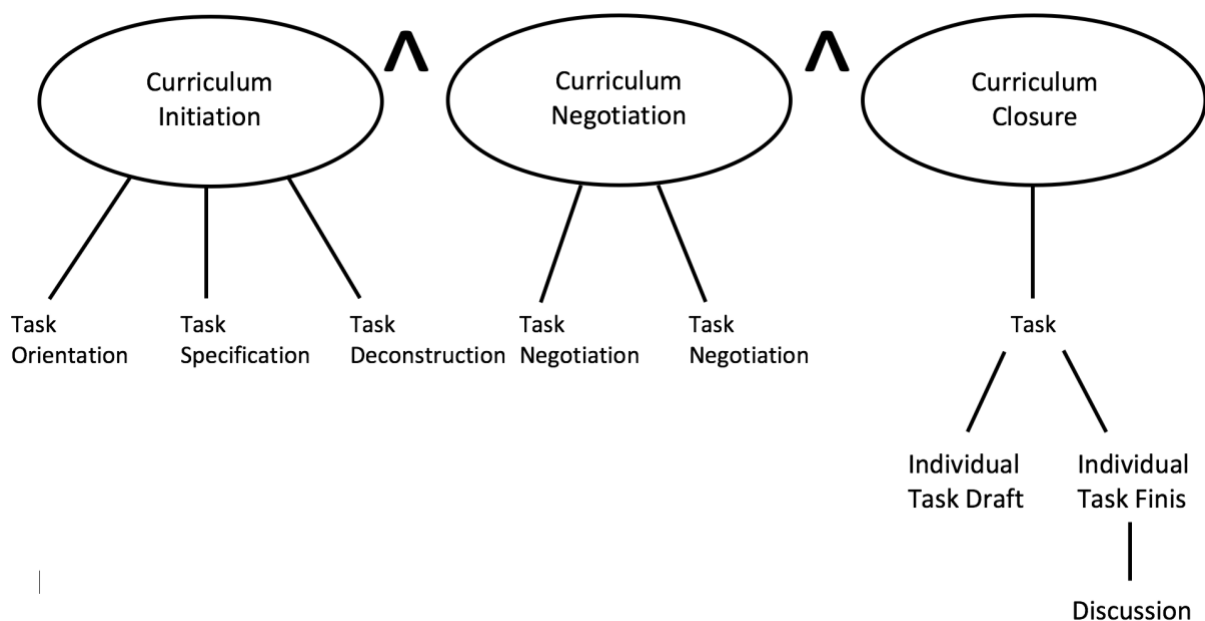 Curriculum
Initiation
Λ
Curriculum
Negotiation
Λ
Curriculum
Closure
Task
Orientation
Task
Specification
Task
Deconstruction
Task
Negotiation
Task
Negotiation
Task
Individual
Task Draft
Individual
Task Finis
Discussion